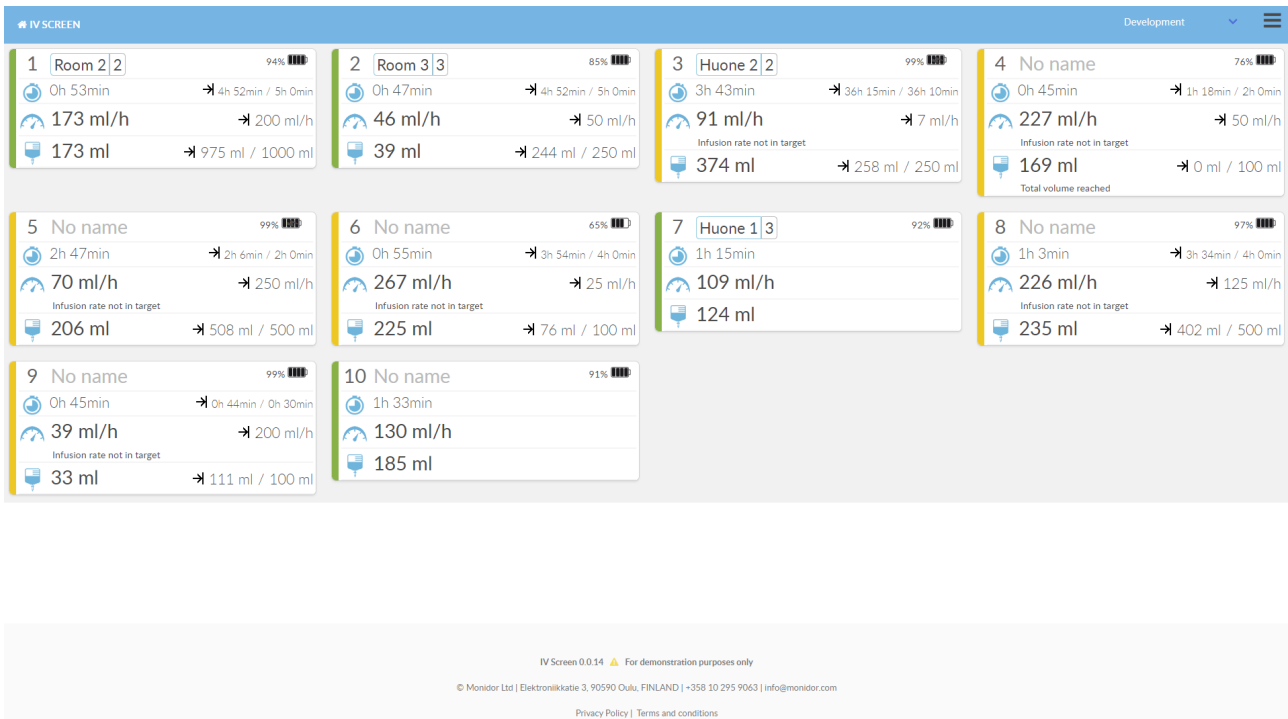 IV SCREEN
Development
1 Room 2 2 94%
0h 53min 4h 52min / 5h 0min
173 ml/h 200 ml/h
173 ml 975 ml / 1000 ml
2 Room 3 3 85%
0h 47min 4h 52min / 5h 0min
46 ml/h 50 ml/h
39 ml 244 ml / 250 ml
3 Huone 2 2 99%
3h 43min 36h 15min / 36h 10min
91 ml/h 7 ml/h
Infusion rate not in target
374 ml 258 ml / 250 ml
4 No name 76%
0h 45min 1h 18min / 2h 0min
227 ml/h 50 ml/h
Infusion rate not in target
169 ml 0 ml / 100 ml
Total volume reached
5 No name 99%
2h 47min 2h 6min / 2h 0min
70 ml/h 250 ml/h
Infusion rate not in target
206 ml 508 ml / 500 ml
6 No name 65%
0h 55min 3h 54min / 4h 0min
267 ml/h 25 ml/h
Infusion rate not in target
225 ml 76 ml / 100 ml
7 Huone 1 3 92%
1h 15min
109 ml/h
124 ml
8 No name 97%
1h 3min 3h 34min / 4h 0min
226 ml/h 125 ml/h
Infusion rate not in target
235 ml 402 ml / 500 ml
9 No name 99%
0h 45min 0h 44min / 0h 30min
39 ml/h 200 ml/h
Infusion rate not in target
33 ml 111 ml / 100 ml
10 No name 91%
1h 33min
130 ml/h
185 ml
IV Screen 0.0.14 For demonstration purposes only
© Monidor Ltd | Elektroniikkatie 3, 90590 Oulu, FINLAND | +358 10 295 9063 | info@monidor.com
Privacy Policy | Terms and conditions